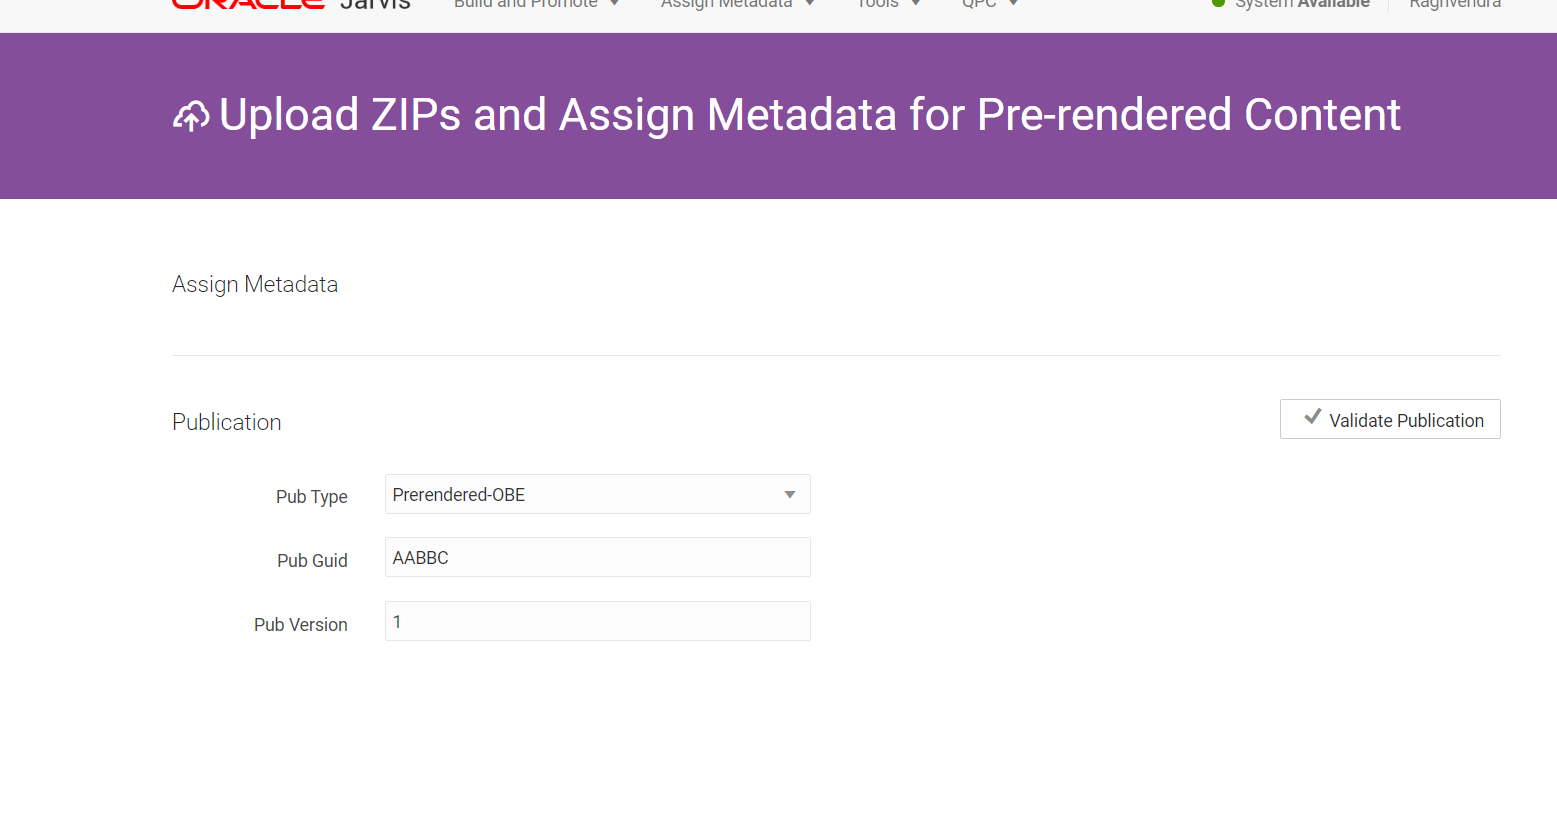 ORACLE Jarvis Build and Promote Assign Metadata Tools QPC System Available Raghvendra
Upload ZIPs and Assign Metadata for Pre-rendered Content
Assign Metadata
Publication
Validate Publication
Pub Type Prerendered-OBE
Pub Guid AABBC
Pub Version 1